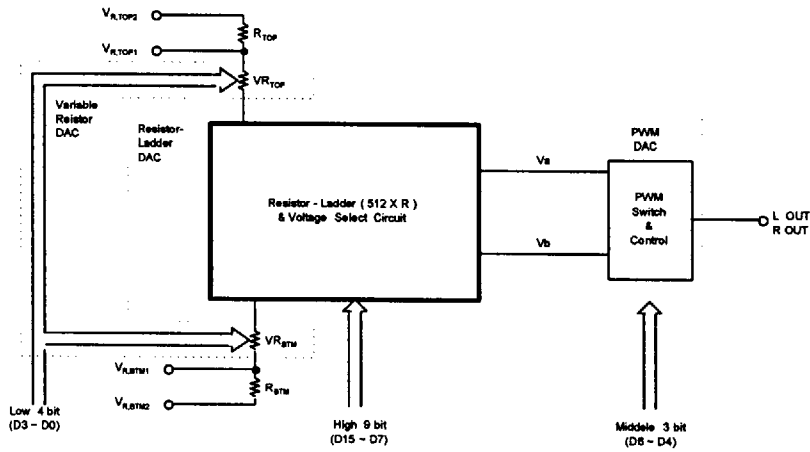 VR,TOP2
RTOP
VR,TOP1
VRTOP
Variable
Reistor
DAC
Resistor-
Ladder
DAC
Resistor - Ladder ( 512 X R )
& Voltage Select Circuit
Va
Vb
PWM
DAC
PWM
Switch
&
Control
L OUT
R OUT
VRBTM
VR,BTM1
RBTM
VR,BTM2
Low 4 bit
(D3 ~ D0)
High 9 bit
(D15 ~ D7)
Middele 3 bit
(D6 ~ D4)